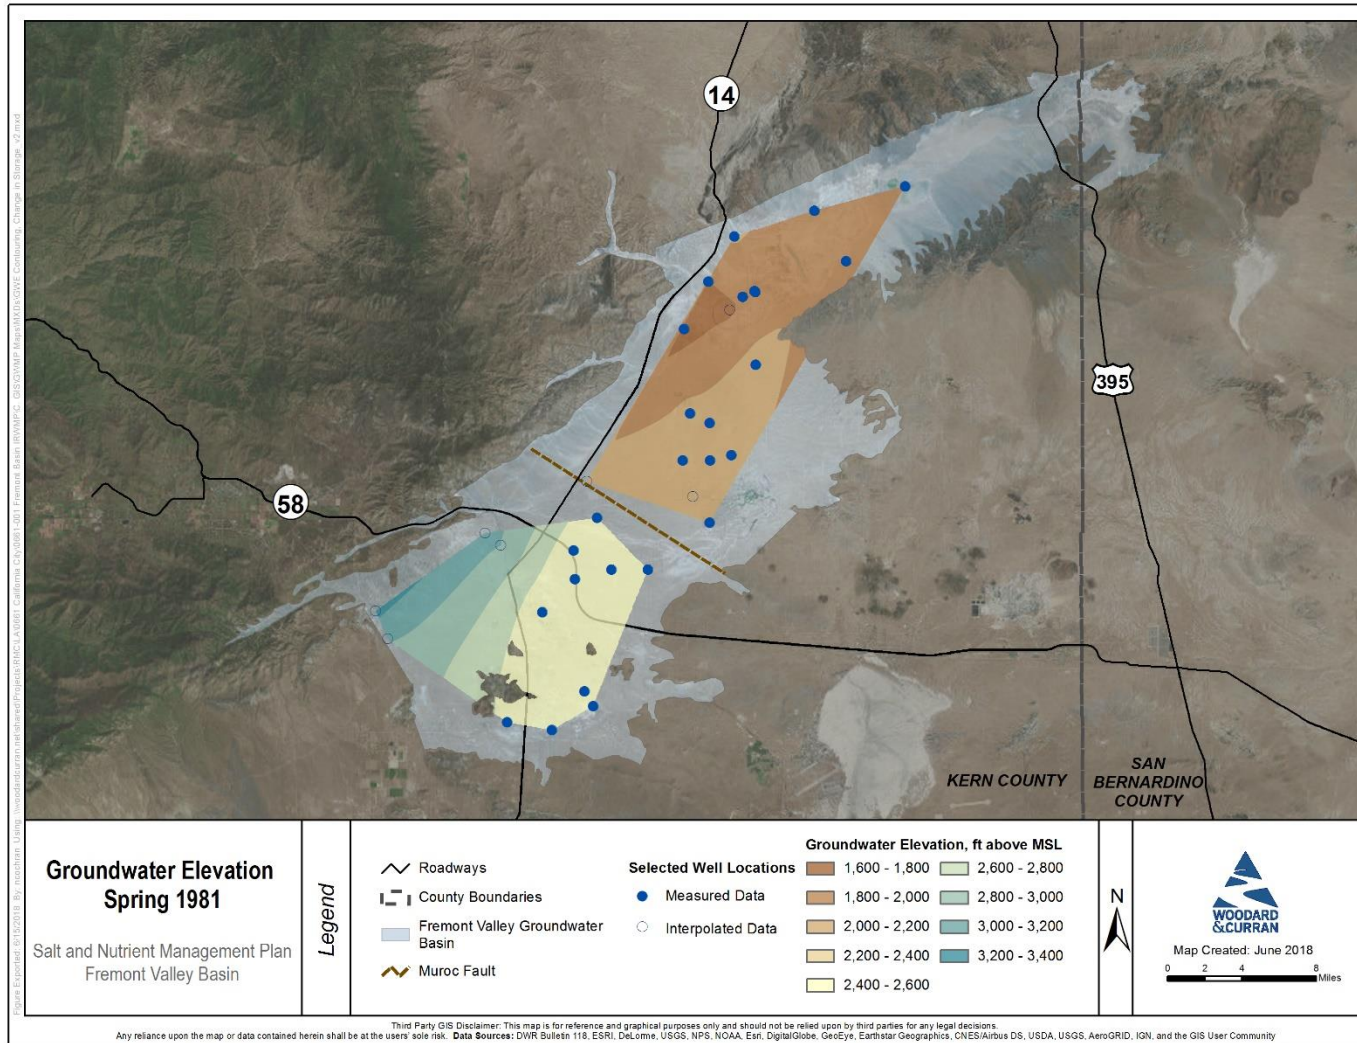 14
58
395
KERN COUNTY
SAN
BERNARDINO
COUNTY
Groundwater Elevation
Spring 1981
Salt and Nutrient Management Plan
Fremont Valley Basin
Legend
Roadways
County Boundaries
Fremont Valley Groundwater
Basin
Muroc Fault
Selected Well Locations
Measured Data
Interpolated Data
Groundwater Elevation, ft above MSL
1,600 - 1,800
1,800 - 2,000
2,000 - 2,200
2,200 - 2,400
2,400 - 2,600
2,600 - 2,800
2,800 - 3,000
3,000 - 3,200
3,200 - 3,400
N
WOODARD
&CURRAN
Map Created: June 2018
0 2 4 8
Miles
Third Party GIS Disclaimer: This map is for reference and graphical purposes only and should not be relied upon by third parties for any legal decisions.
Any reliance upon the map or data contained herein shall be at the users' sole risk. Data Sources: DWR Bulletin 118, ESRI, DeLorme, USGS, NPS, NOAA, Esri, DigitalGlobe, GeoEye, Earthstar Geographics, CNES/Airbus DS, USDA, USGS, AeroGRID, IGN, and the GIS User Community
Figure Exported: 6/15/2018 By: ncochran Using: